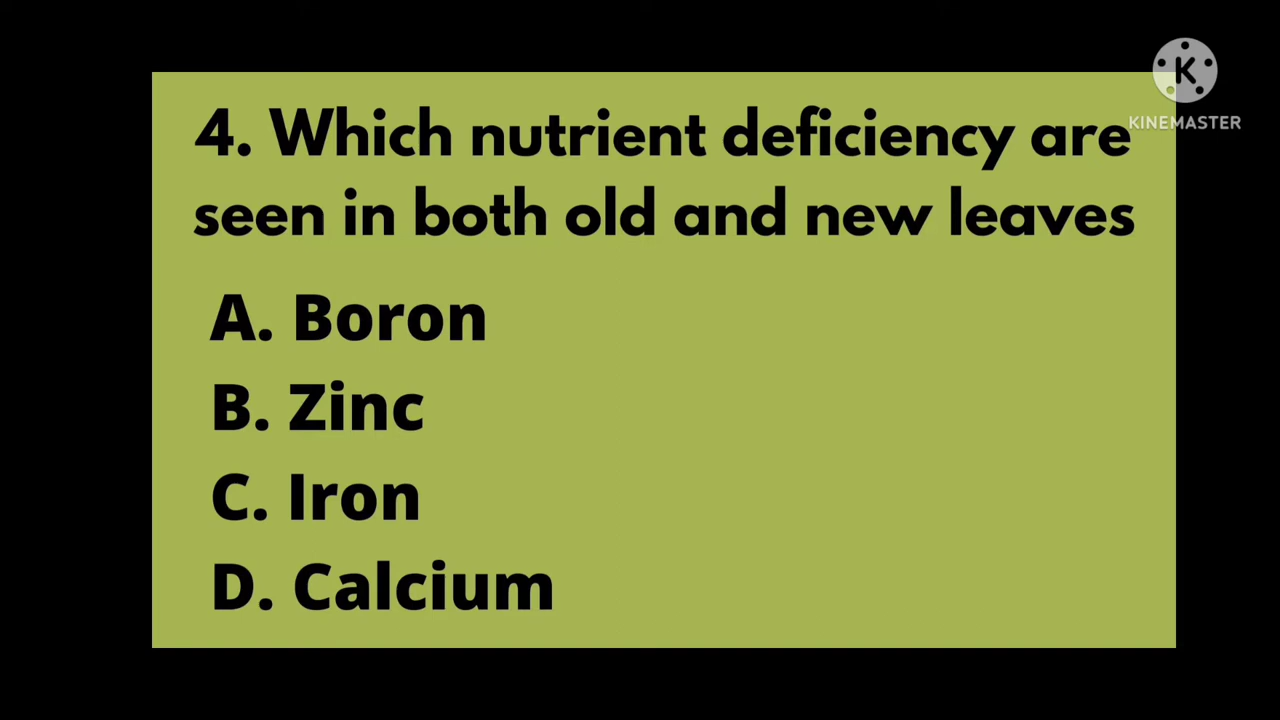 K
KINEMASTER
4. Which nutrient deficiency are
seen in both old and new leaves
A. Boron
B. Zinc
C. Iron
D. Calcium